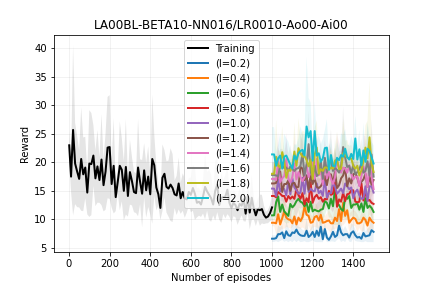 LA00BL-BETA10-NN016/LR0010-Ao00-Ai00
Reward
40
35
30
25
20
15
10
5
Training
(l=0.2)
(l=0.4)
(l=0.6)
(l=0.8)
(l=1.0)
(l=1.2)
(l=1.4)
(l=1.6)
(l=1.8)
(l=2.0)
0 200 400 600 800 1000 1200 1400
Number of episodes